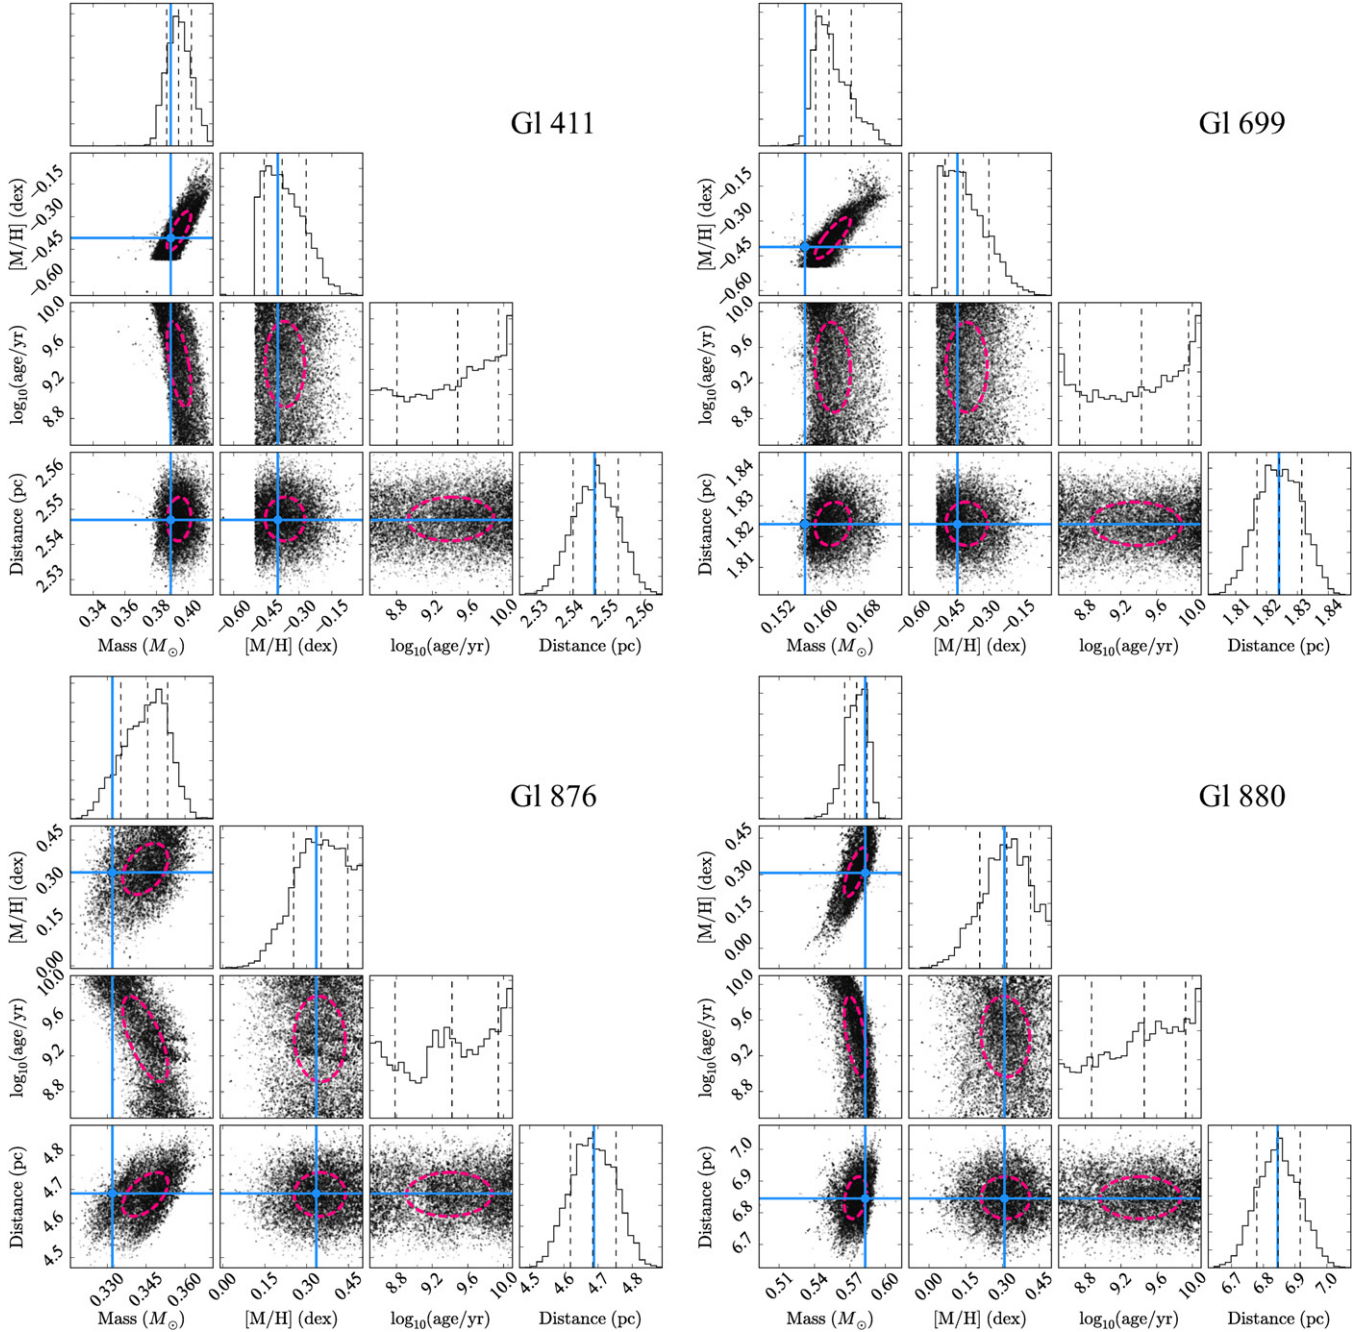 Gl 411
[M/H] (dex)
−0.15
−0.30
−0.45
−0.60
log₁₀(age/yr)
10.0
9.6
9.2
8.8
Distance (pc)
2.56
2.55
2.54
2.53
0.34 0.36 0.38 0.40
−0.60 −0.45 −0.30 −0.15
8.8 9.2 9.6 10.0
2.53 2.54 2.55 2.56
Mass (M⊙) [M/H] (dex) log₁₀(age/yr) Distance (pc)
Gl 699
[M/H] (dex)
−0.15
−0.30
−0.45
−0.60
log₁₀(age/yr)
10.0
9.6
9.2
8.8
Distance (pc)
1.84
1.83
1.82
1.81
0.152 0.160 0.168
−0.60 −0.45 −0.30 −0.15
8.8 9.2 9.6 10.0
1.81 1.82 1.83 1.84
Mass (M⊙) [M/H] (dex) log₁₀(age/yr) Distance (pc)
Gl 876
[M/H] (dex)
0.45
0.30
0.15
0.00
log₁₀(age/yr)
10.0
9.6
9.2
8.8
Distance (pc)
4.8
4.7
4.6
4.5
0.330 0.345 0.360
0.00 0.15 0.30 0.45
8.8 9.2 9.6 10.0
4.5 4.6 4.7 4.8
Mass (M⊙) [M/H] (dex) log₁₀(age/yr) Distance (pc)
Gl 880
[M/H] (dex)
0.45
0.30
0.15
0.00
log₁₀(age/yr)
10.0
9.6
9.2
8.8
Distance (pc)
7.0
6.9
6.8
6.7
0.51 0.54 0.57 0.60
0.00 0.15 0.30 0.45
8.8 9.2 9.6 10.0
6.7 6.8 6.9 7.0
Mass (M⊙) [M/H] (dex) log₁₀(age/yr) Distance (pc)